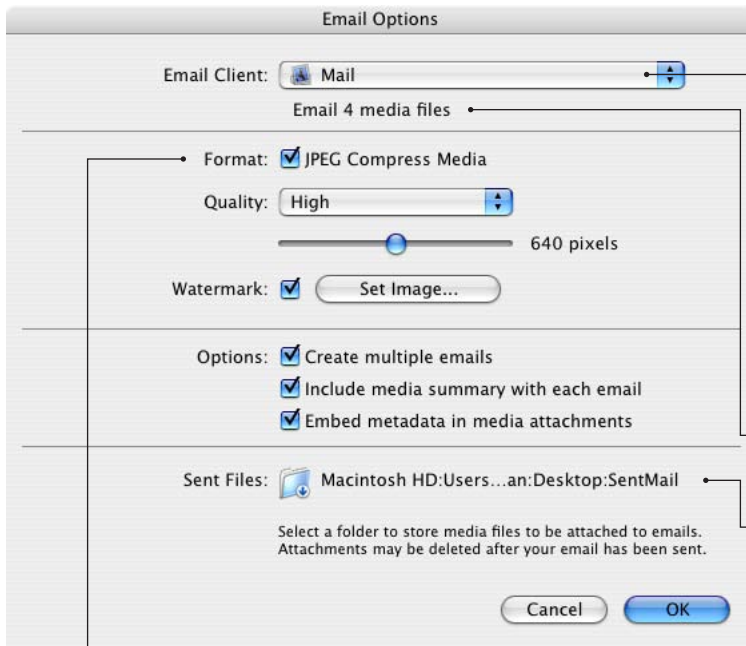 Email Options
Email Client: Mail
Email 4 media files
Format: JPEG Compress Media
Quality: High
640 pixels
Watermark: Set Image...
Options: Create multiple emails
Include media summary with each email
Embed metadata in media attachments
Sent Files: Macintosh HD:Users...an:Desktop:SentMail
Select a folder to store media files to be attached to emails.
Attachments may be deleted after your email has been sent.
Cancel OK